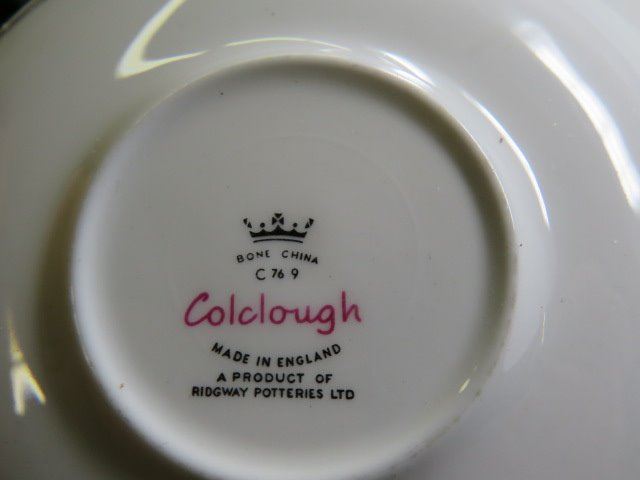 BONE CHINA
C 76 9
Colclough
MADE IN ENGLAND
A PRODUCT OF
RIDGWAY POTTERIES LTD